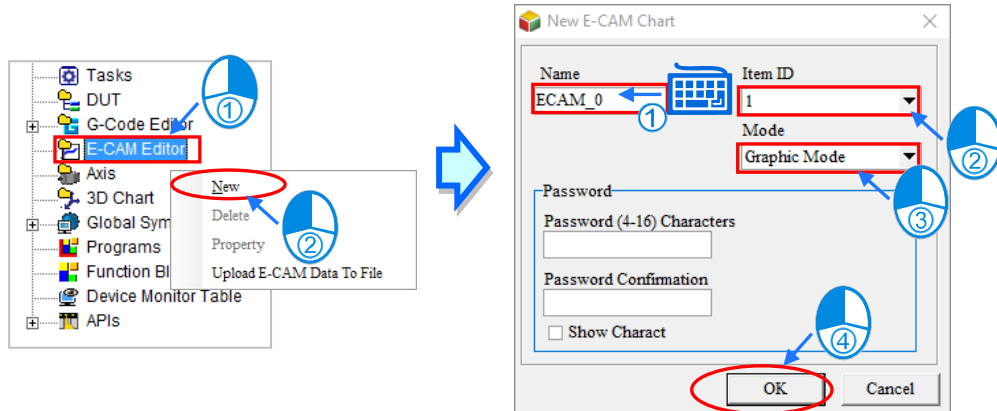 Tasks
DUT
G-Code Editor
E-CAM Editor
Axis
3D Chart
Global Sym
Programs
Function Bl
Device Monitor Table
APIs
①
New
Delete
Property
Upload E-CAM Data To File
②
New E-CAM Chart
Name
ECAM_0
①
Item ID
1
②
Mode
Graphic Mode
③
Password
Password (4-16) Characters
Password Confirmation
Show Charact
④
OK Cancel